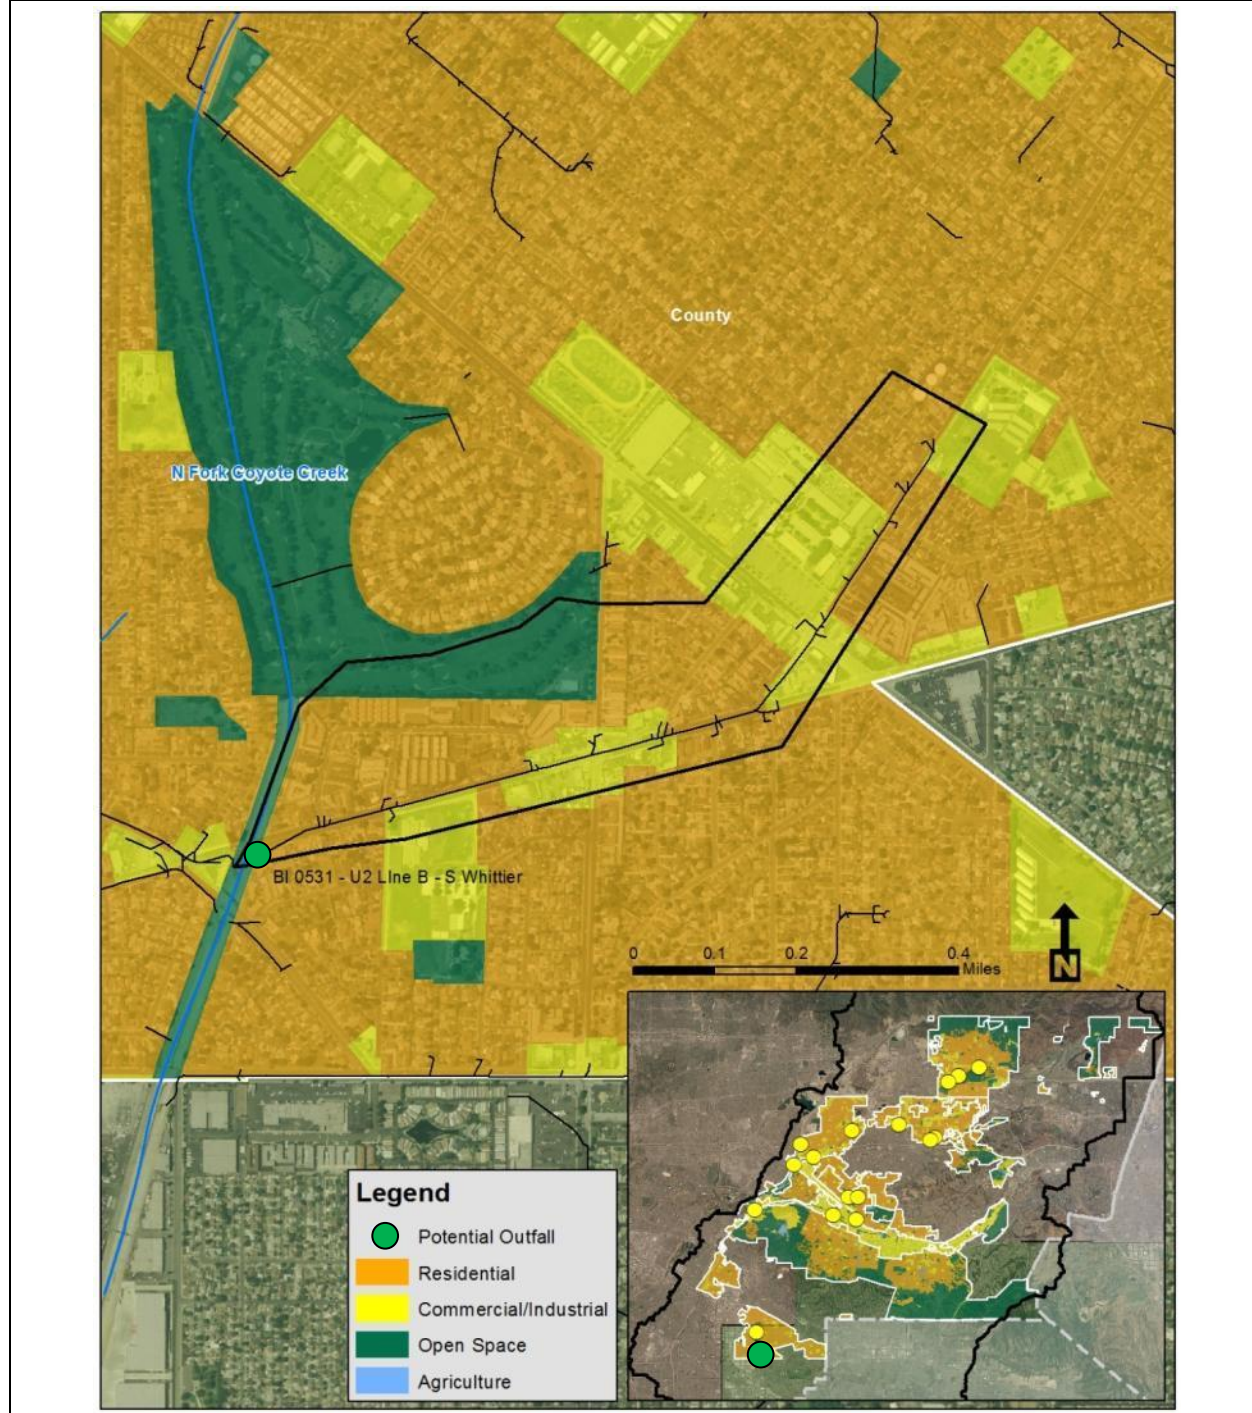 County
N Fork Coyote Creek
BI 0531 - U2 LIne B - S Whittier
0 0.1 0.2 0.4
Miles
N
Legend
Potential Outfall
Residential
Commercial/Industrial
Open Space
Agriculture